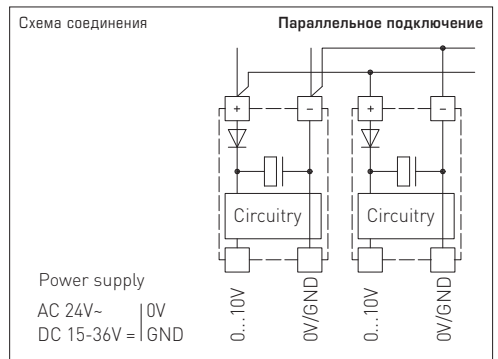 Схема соединения
Параллельное подключение
+ − + −
Circuitry Circuitry
Power supply
AC 24V~ 0V
DC 15-36V = GND
0...10V
0V/GND
0...10V
0V/GND